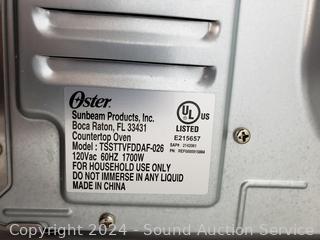 Oster®
Sunbeam Products, Inc.
Boca Raton, FL 33431
Countertop Oven
Model : TSSTTVFDDAF-026
120Vac 60HZ 1700W
FOR HOUSEHOLD USE ONLY
DO NOT IMMERSE IN ANY LIQUID
MADE IN CHINA
C UL US
LISTED
E215657
Copyright 2024 - Sound Auction Service